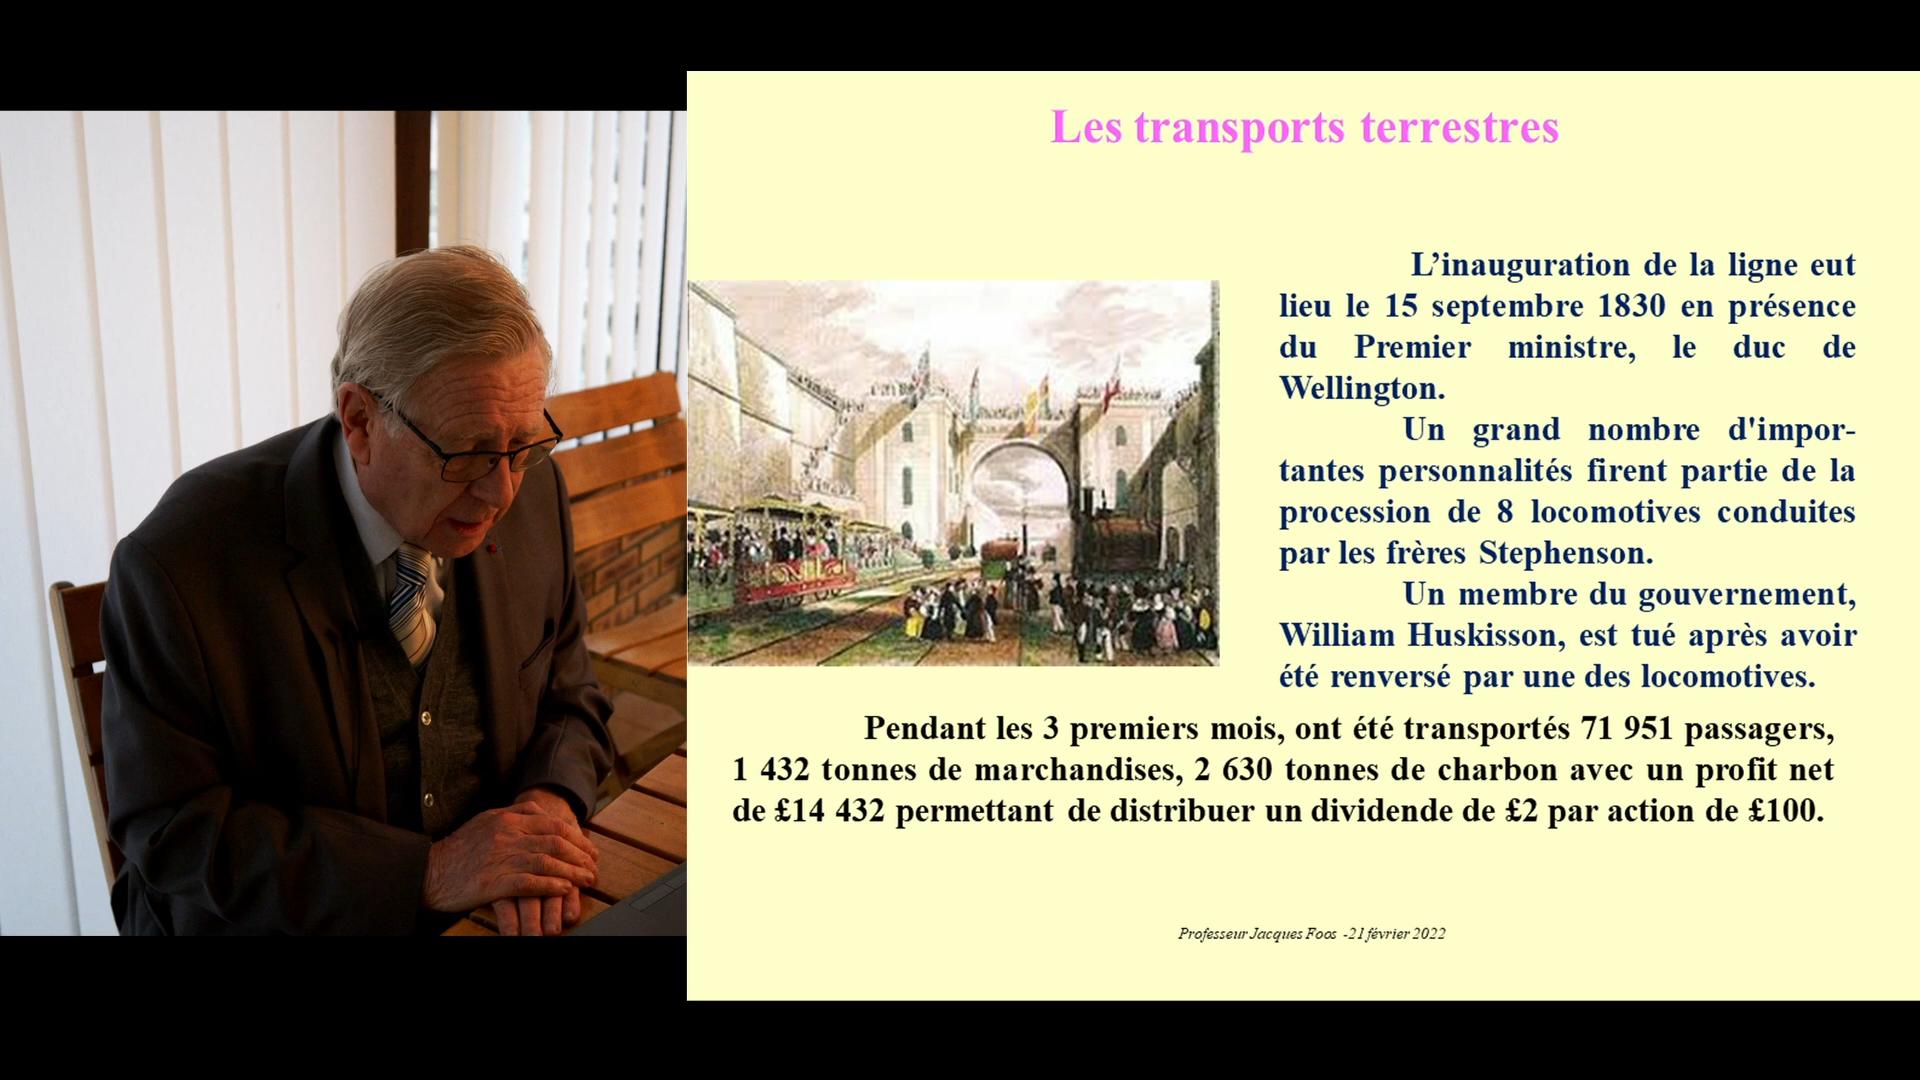 Les transports terrestres
L’inauguration de la ligne eut
lieu le 15 septembre 1830 en présence
du Premier ministre, le duc de
Wellington.
Un grand nombre d'impor-
tantes personnalités firent partie de la
procession de 8 locomotives conduites
par les frères Stephenson.
Un membre du gouvernement,
William Huskisson, est tué après avoir
été renversé par une des locomotives.
Pendant les 3 premiers mois, ont été transportés 71 951 passagers,
1 432 tonnes de marchandises, 2 630 tonnes de charbon avec un profit net
de £14 432 permettant de distribuer un dividende de £2 par action de £100.
Professeur Jacques Foos -21 février 2022